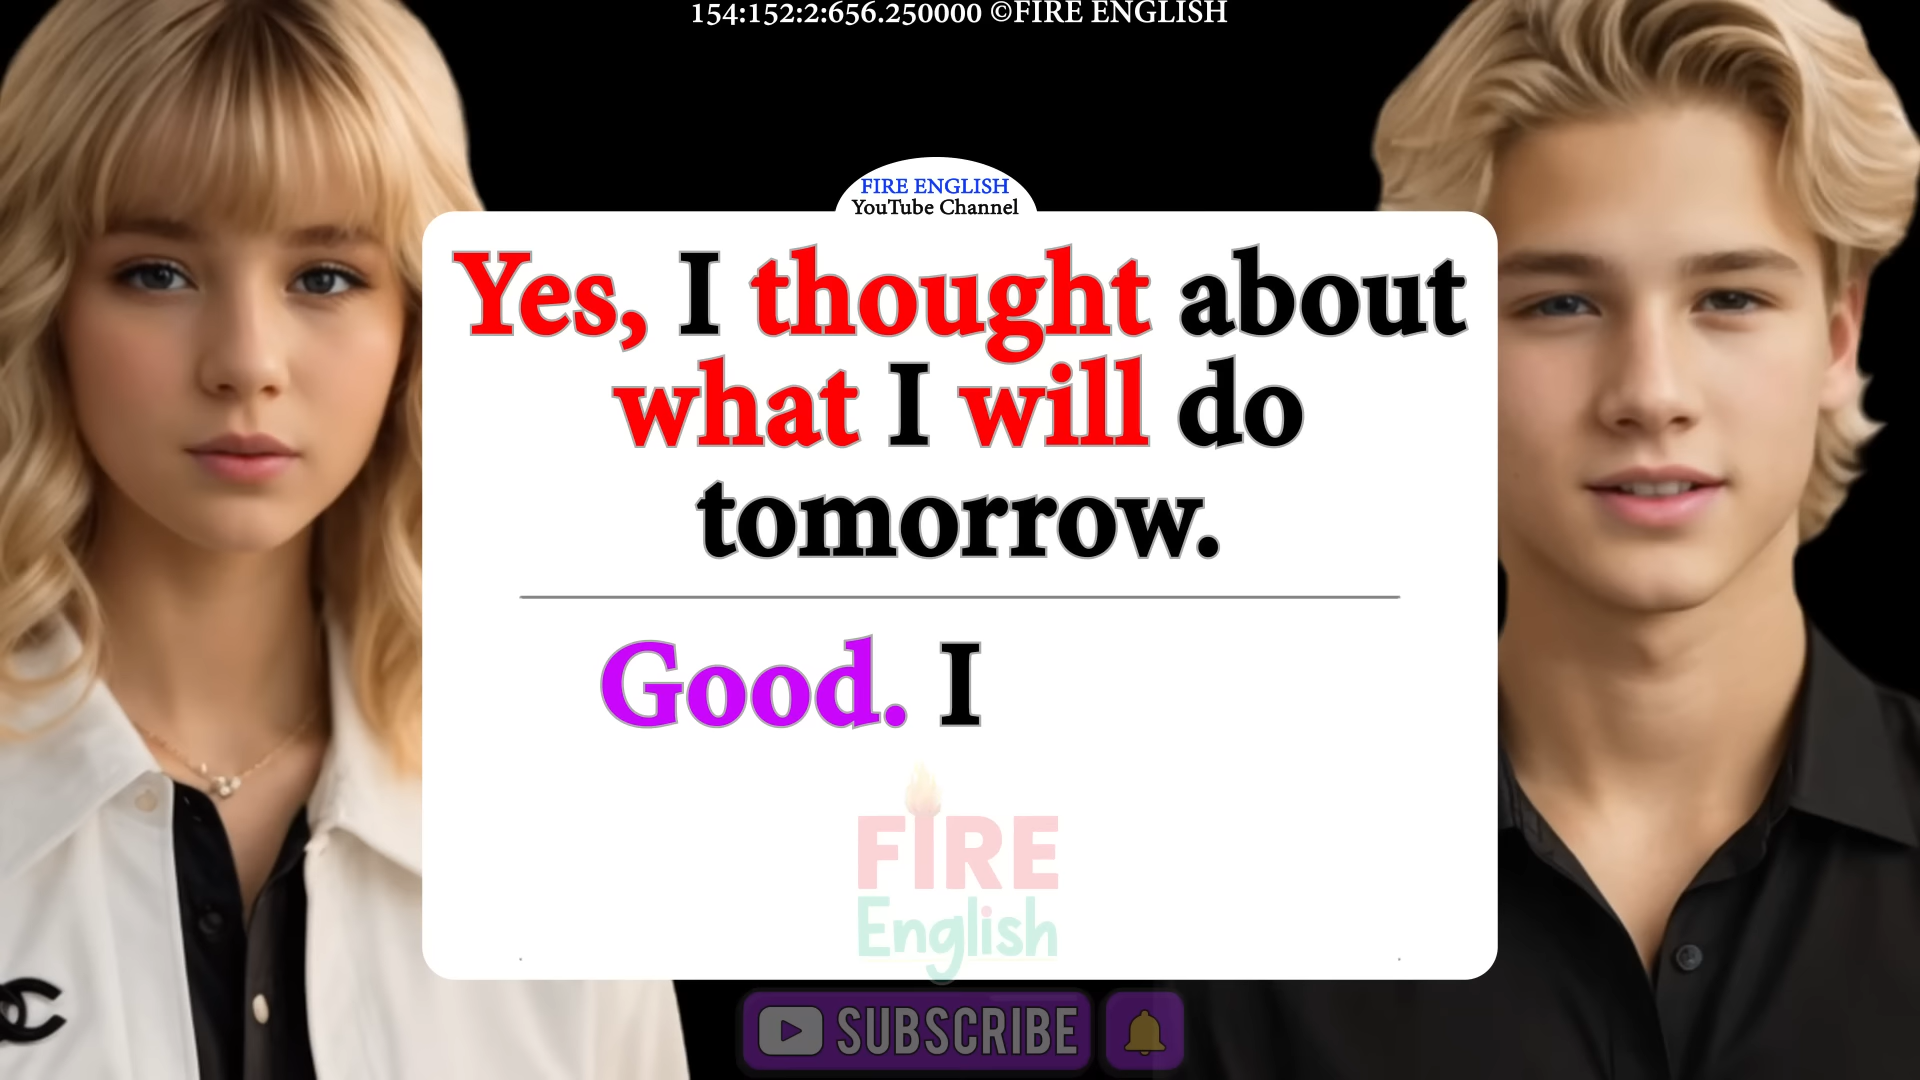 154:152:2:656.250000 ©FIRE ENGLISH
FIRE ENGLISH
YouTube Channel
Yes, I thought about
what I will do
tomorrow.
Good. I
FIRE
English
SUBSCRIBE